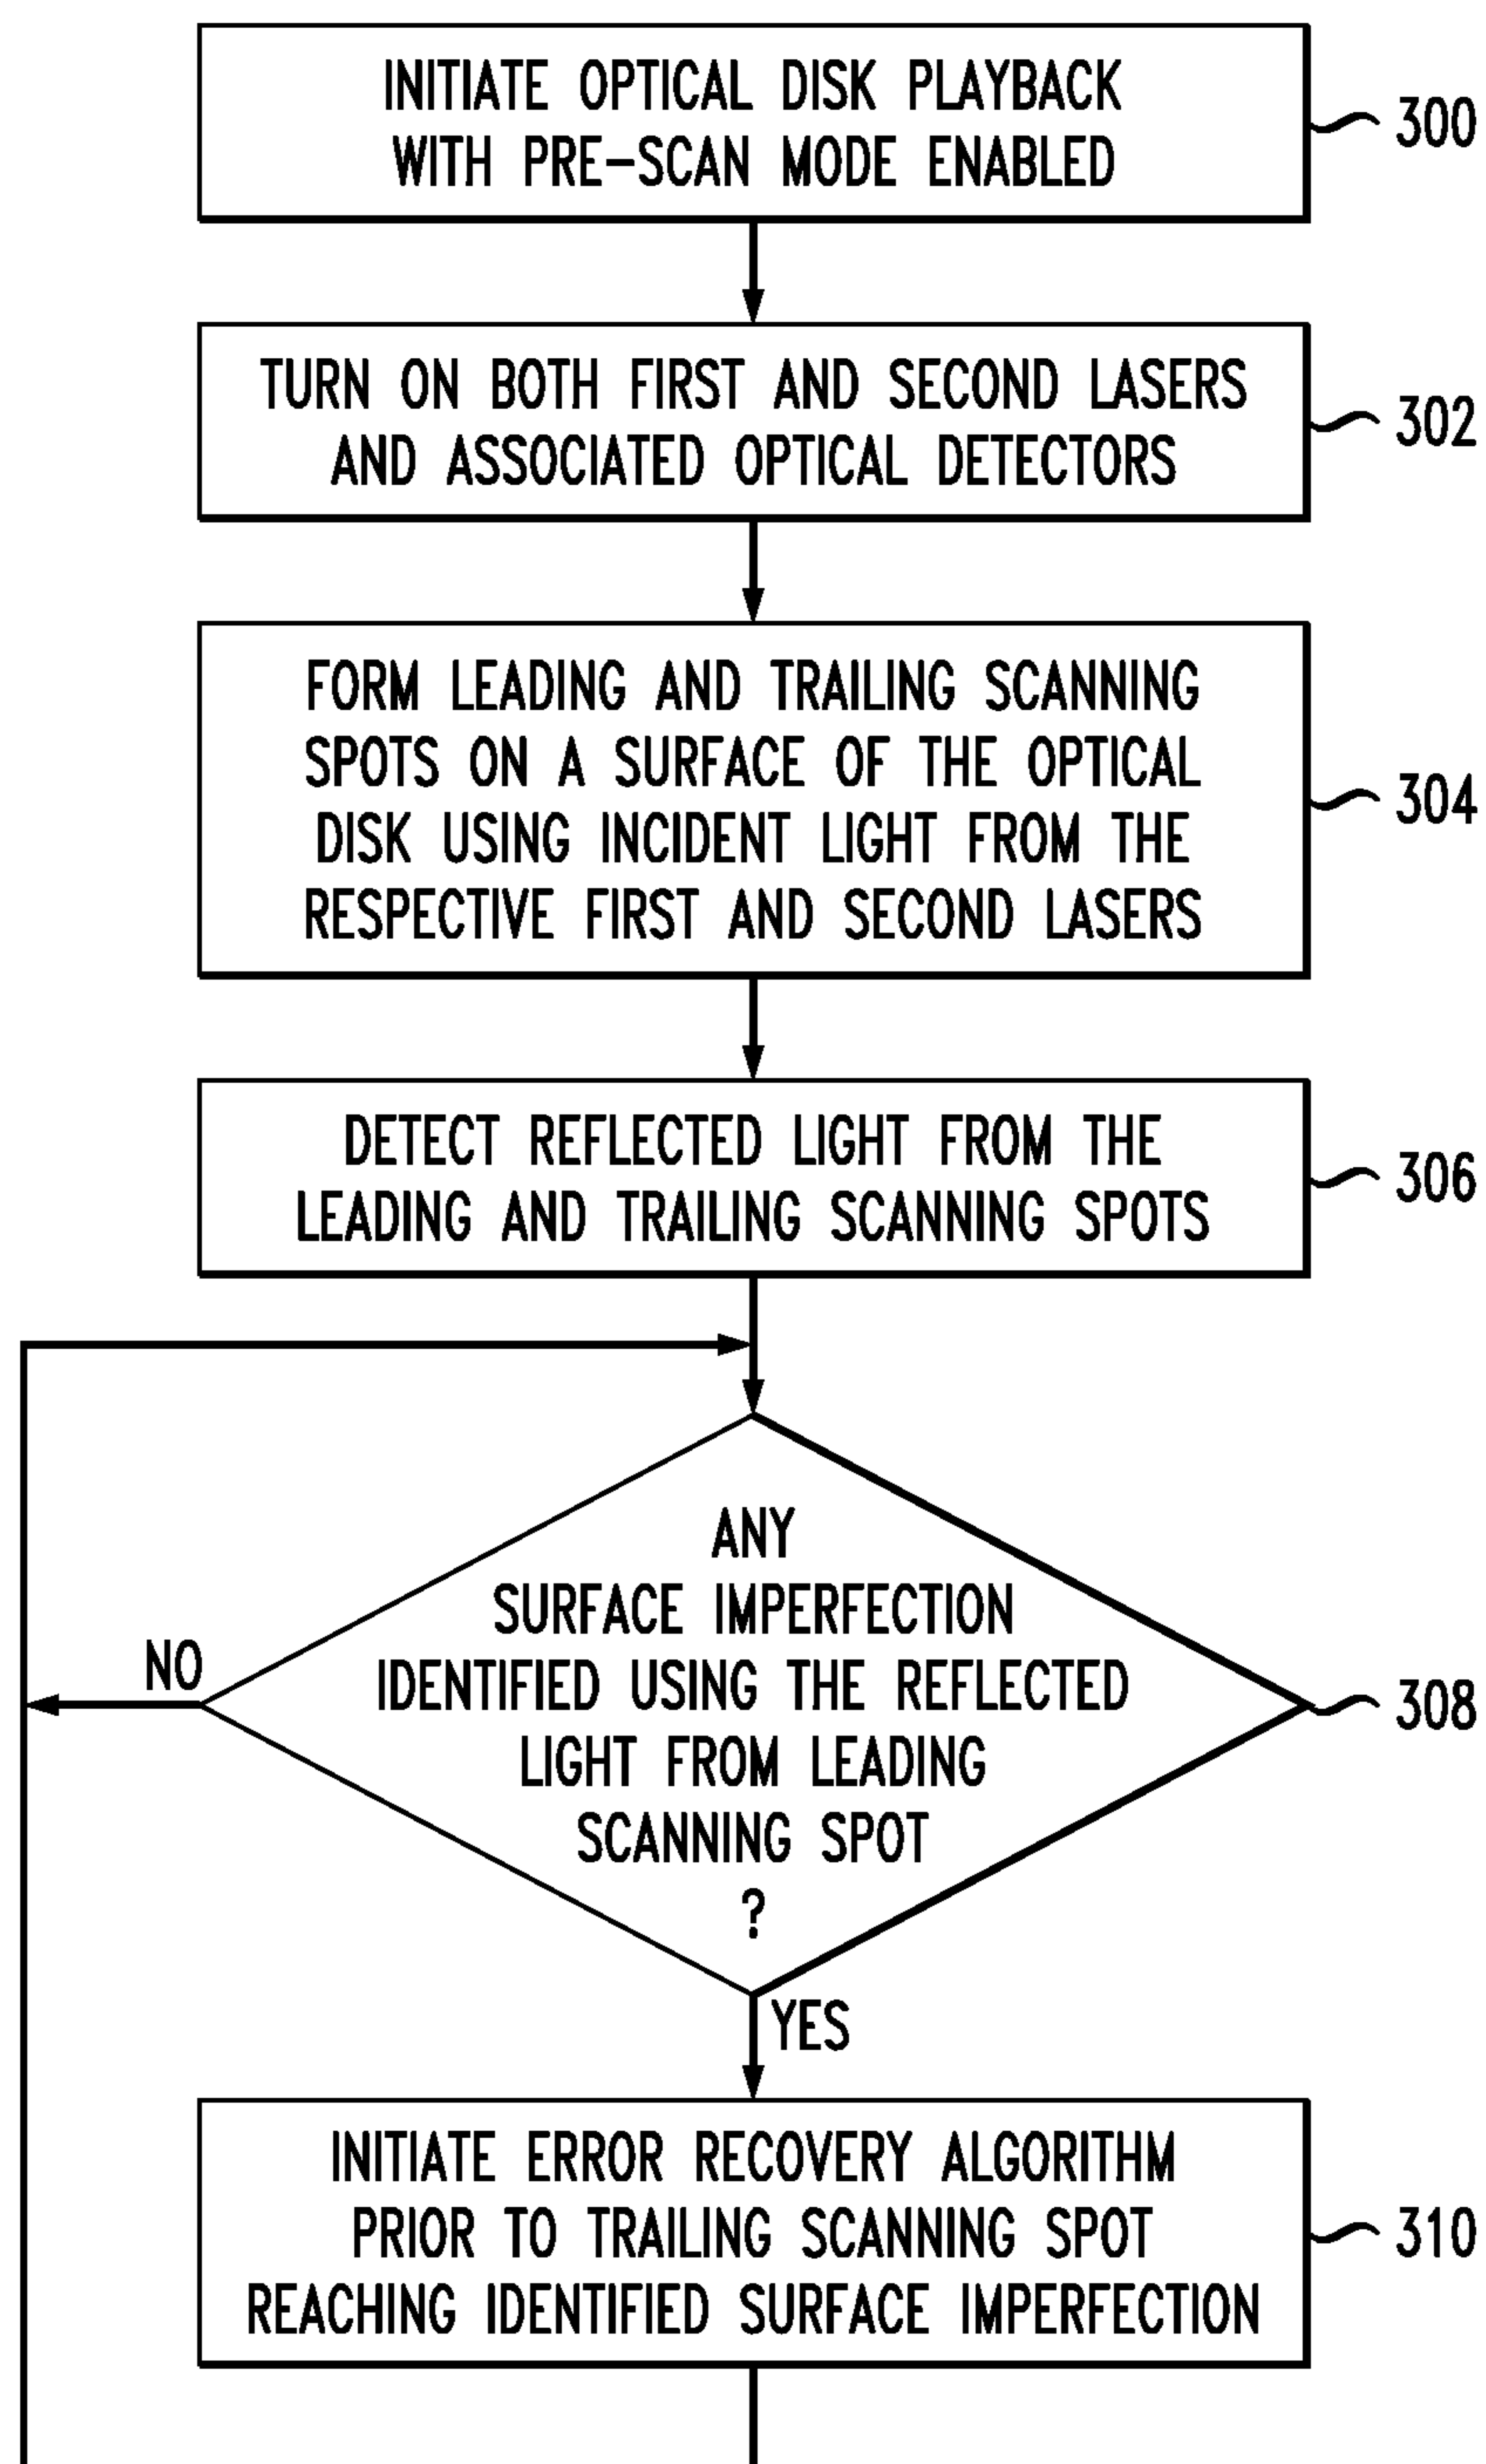 INITIATE OPTICAL DISK PLAYBACK
WITH PRE-SCAN MODE ENABLED
300
TURN ON BOTH FIRST AND SECOND LASERS
AND ASSOCIATED OPTICAL DETECTORS
302
FORM LEADING AND TRAILING SCANNING
SPOTS ON A SURFACE OF THE OPTICAL
DISK USING INCIDENT LIGHT FROM THE
RESPECTIVE FIRST AND SECOND LASERS
304
DETECT REFLECTED LIGHT FROM THE
LEADING AND TRAILING SCANNING SPOTS
306
ANY
SURFACE IMPERFECTION
IDENTIFIED USING THE REFLECTED
LIGHT FROM LEADING
SCANNING SPOT
?
308
NO
YES
INITIATE ERROR RECOVERY ALGORITHM
PRIOR TO TRAILING SCANNING SPOT
REACHING IDENTIFIED SURFACE IMPERFECTION
310